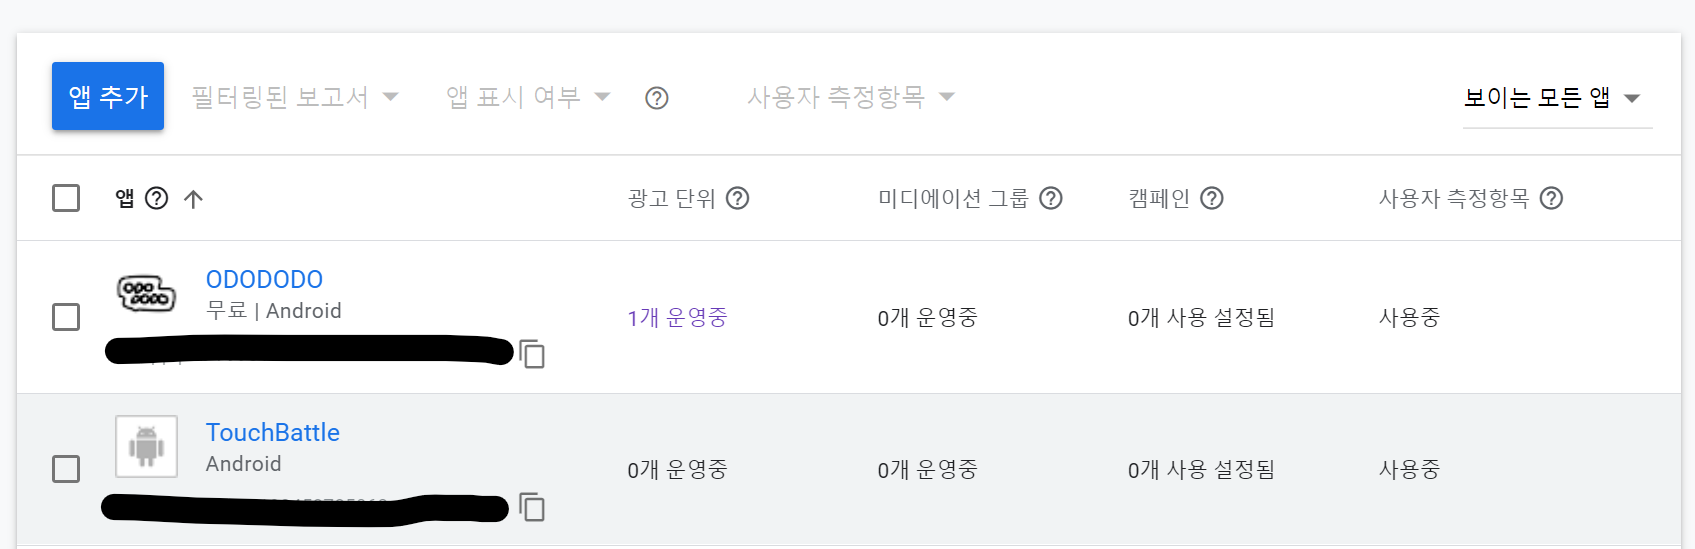 앱 추가 필터링된 보고서 앱 표시 여부 사용자 측정항목 보이는 모든 앱
앱 광고 단위 미디에이션 그룹 캠페인 사용자 측정항목
ODODODO
무료 | Android
1개 운영중 0개 운영중 0개 사용 설정됨 사용중
TouchBattle
Android
0개 운영중 0개 운영중 0개 사용 설정됨 사용중